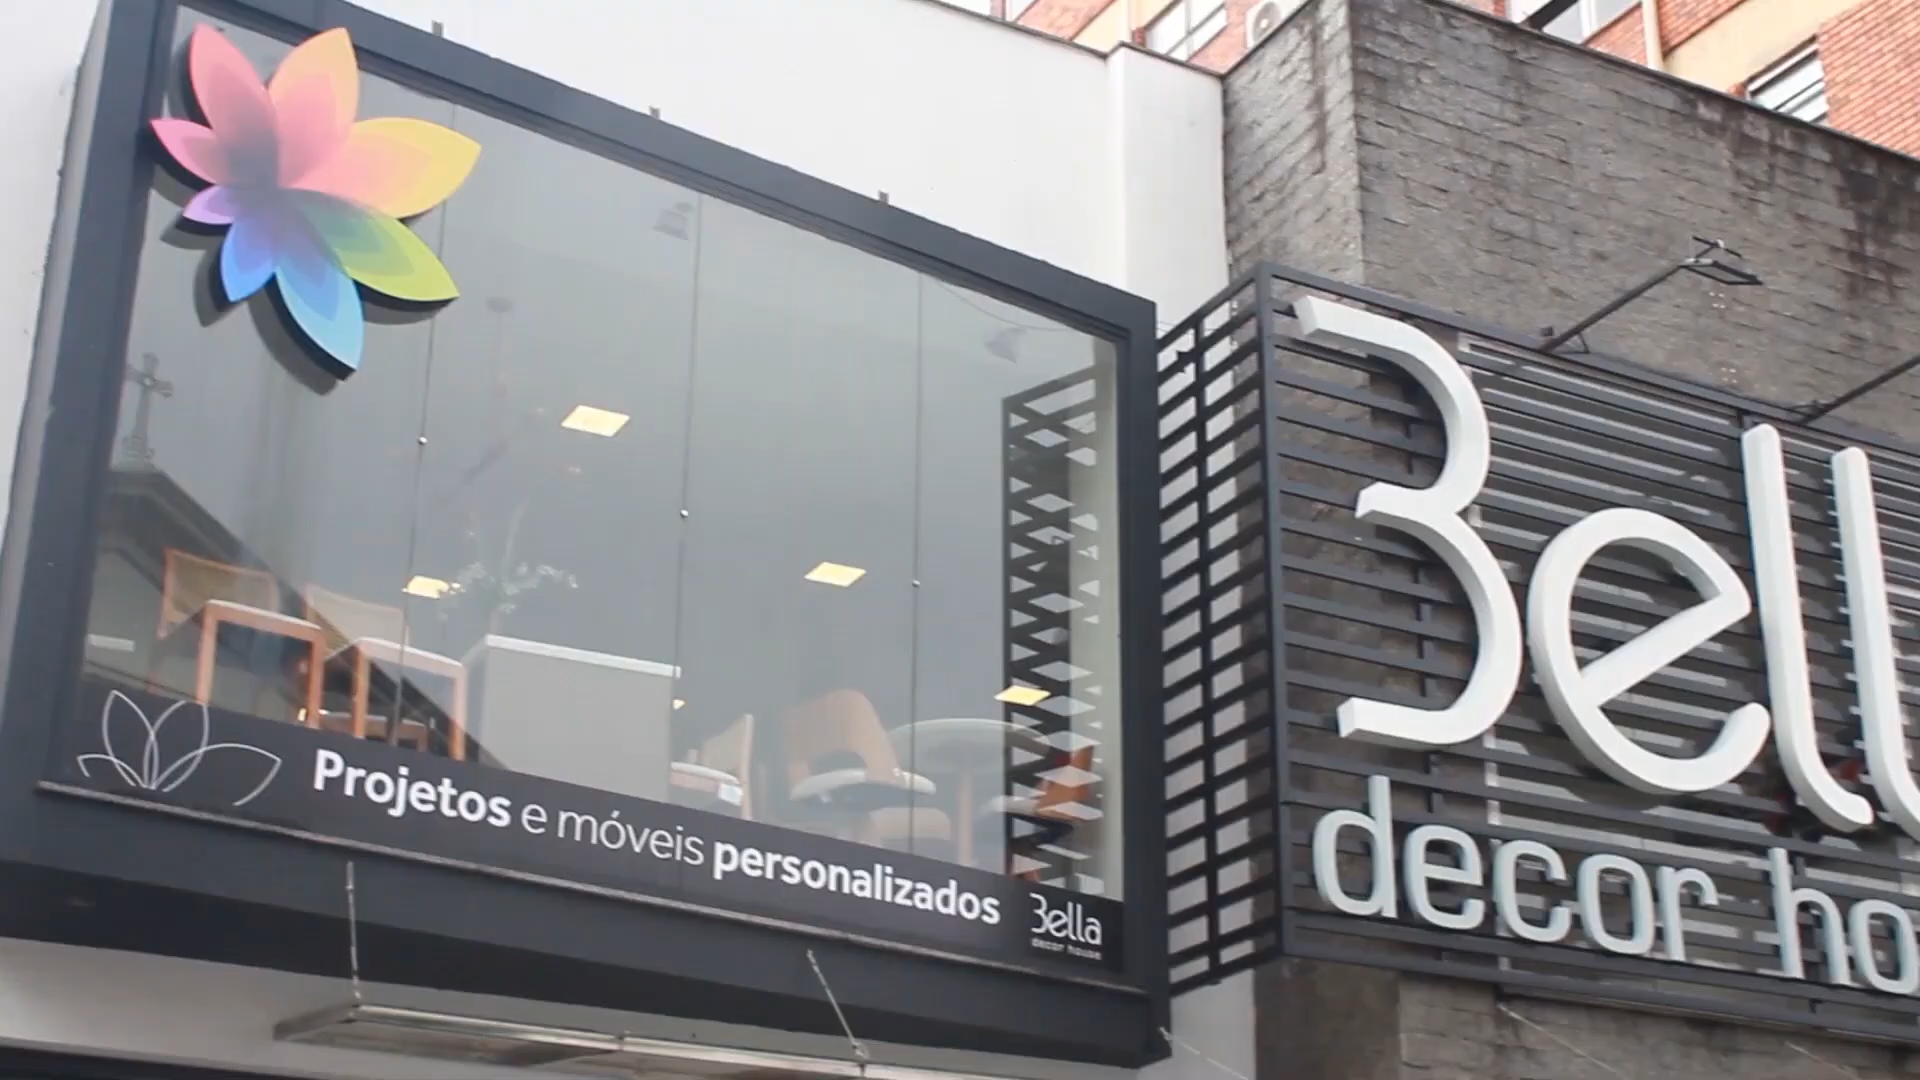 Projetos e móveis personalizados
Bella
decor house
Bell
decor ho